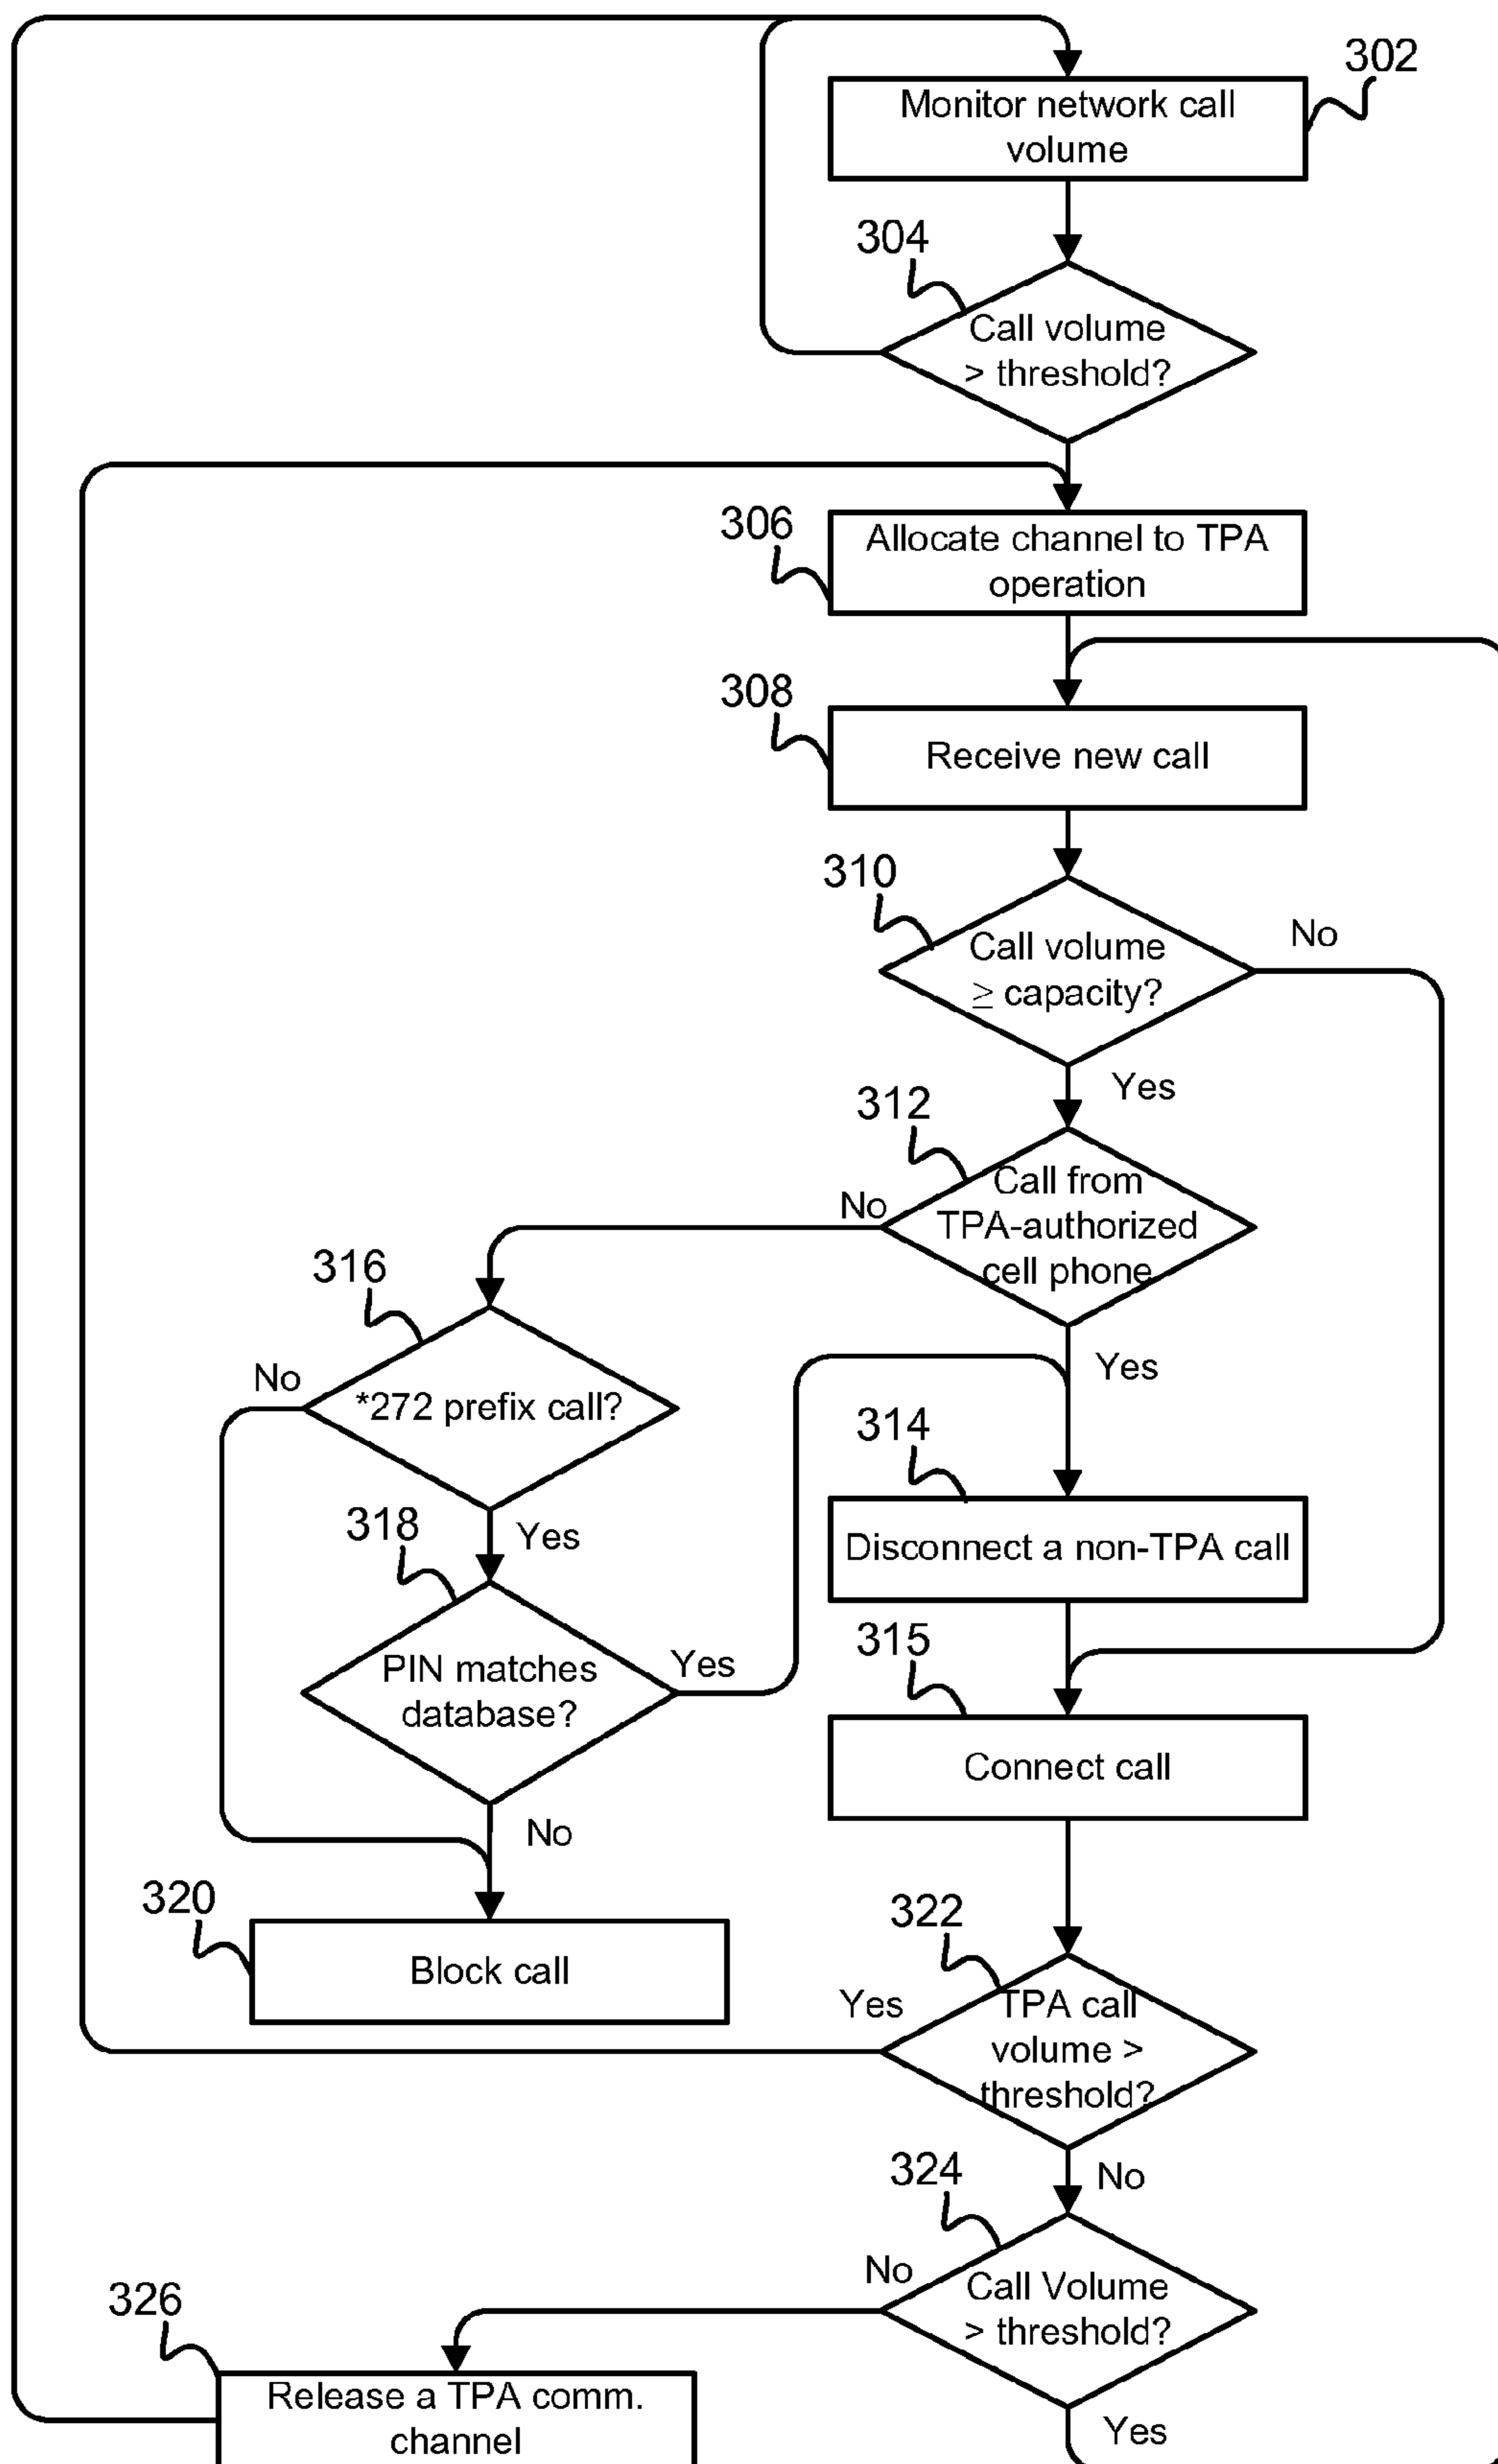 302
Monitor network call
volume
304
Call volume
> threshold?
306
Allocate channel to TPA
operation
308
Receive new call
310
Call volume
≥ capacity?
No
Yes
312
Call from
TPA-authorized
cell phone
No
Yes
316
*272 prefix call?
No
Yes
314
Disconnect a non-TPA call
318
PIN matches
database?
Yes
No
315
Connect call
320
Block call
322
TPA call
volume >
threshold?
Yes
No
324
Call Volume
> threshold?
No
Yes
326
Release a TPA comm.
channel